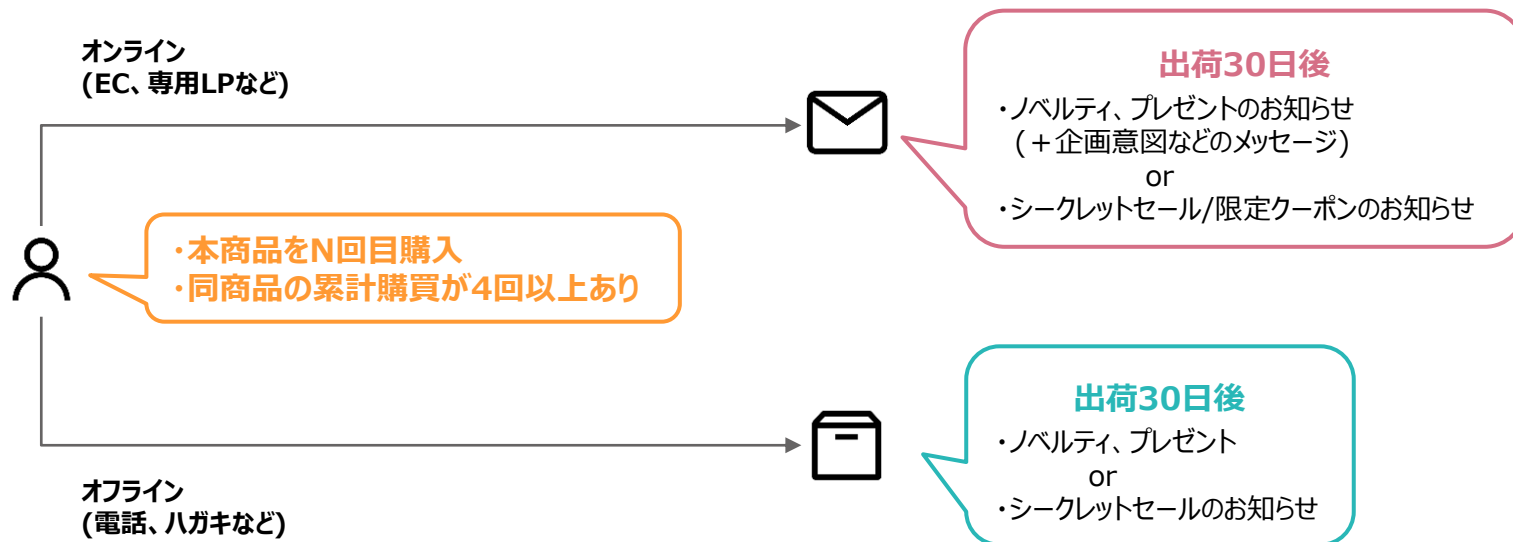 オンライン
(EC、専用LPなど)
出荷30日後
・ノベルティ、プレゼントのお知らせ
(＋企画意図などのメッセージ)
or
・シークレットセール/限定クーポンのお知らせ
・本商品をN回目購入
・同商品の累計購買が4回以上あり
出荷30日後
・ノベルティ、プレゼント
or
・シークレットセールのお知らせ
オフライン
(電話、ハガキなど)